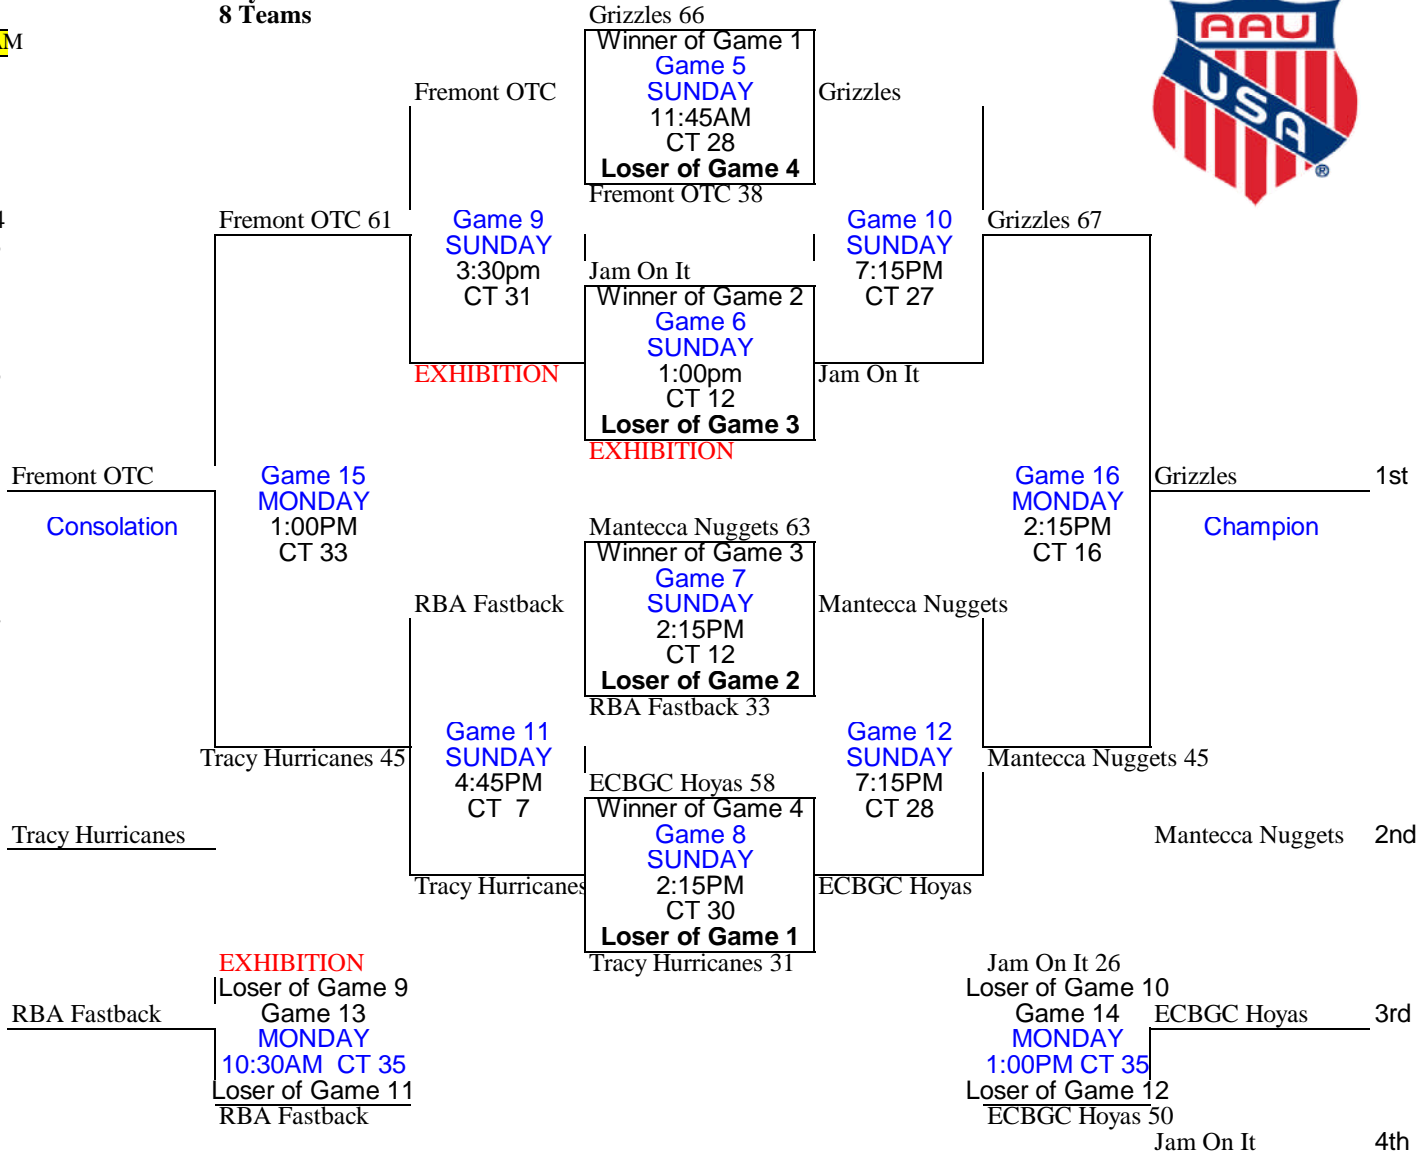 8 Teams
Grizzles 66
AM
Winner of Game 1
Game 5
SUNDAY
11:45AM
CT 28
Loser of Game 4
Fremont OTC 38
Fremont OTC
Grizzles
AAU
USA
®
Fremont OTC 61
Game 9
SUNDAY
3:30pm
CT 31
Jam On It
Winner of Game 2
Game 6
SUNDAY
1:00pm
CT 12
Loser of Game 3
EXHIBITION
EXHIBITION
Game 10
SUNDAY
7:15PM
CT 27
Jam On It
Grizzles 67
Fremont OTC
Consolation
Game 15
MONDAY
1:00PM
CT 33
Game 16
MONDAY
2:15PM
CT 16
Grizzles 1st
Champion
Mantecca Nuggets 63
Winner of Game 3
Game 7
SUNDAY
2:15PM
CT 12
Loser of Game 2
RBA Fastback 33
RBA Fastback
Mantecca Nuggets
Tracy Hurricanes 45
Game 11
SUNDAY
4:45PM
CT 7
ECBGC Hoyas 58
Winner of Game 4
Game 8
SUNDAY
2:15PM
CT 30
Loser of Game 1
Tracy Hurricanes 31
Game 12
SUNDAY
7:15PM
CT 28
Mantecca Nuggets 45
Tracy Hurricanes
Tracy Hurricanes
ECBGC Hoyas
Mantecca Nuggets 2nd
EXHIBITION
Loser of Game 9
Game 13
MONDAY
10:30AM CT 35
Loser of Game 11
RBA Fastback
RBA Fastback
Jam On It 26
Loser of Game 10
Game 14
MONDAY
1:00PM CT 35
Loser of Game 12
ECBGC Hoyas 50
ECBGC Hoyas 3rd
Jam On It 4th